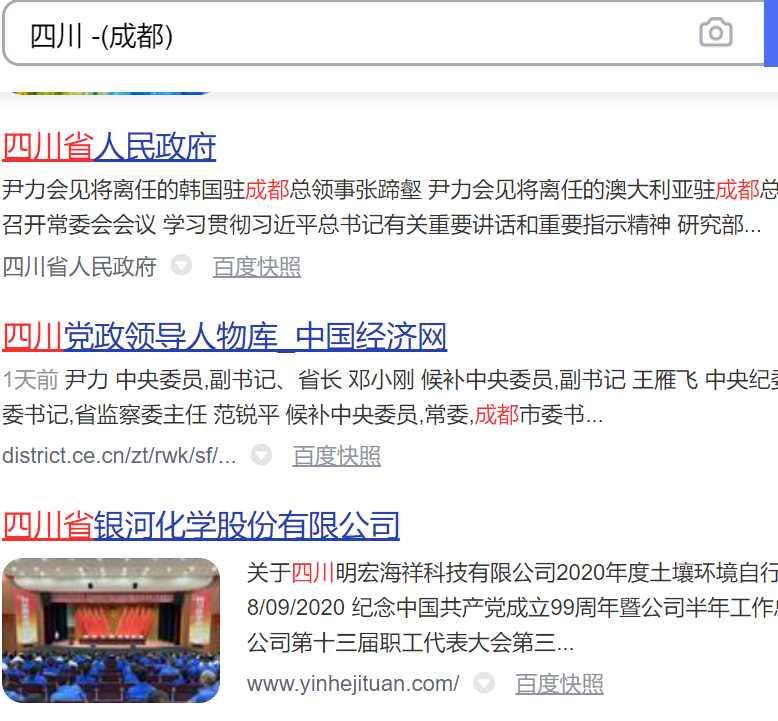 四川 -(成都)
四川省人民政府
尹力会见将离任的韩国驻成都总领事张蹄壑 尹力会见将离任的澳大利亚驻成都总
召开常委会会议 学习贯彻习近平总书记有关重要讲话和重要指示精神 研究部...
四川省人民政府 百度快照
四川党政领导人物库_中国经济网
1天前 尹力 中央委员,副书记、省长 邓小刚 候补中央委员,副书记 王雁飞 中央纪委
委书记,省监察委主任 范锐平 候补中央委员,常委,成都市委书...
district.ce.cn/zt/rwk/sf/... 百度快照
四川省银河化学股份有限公司
关于四川明宏海祥科技有限公司2020年度土壤环境自行
8/09/2020 纪念中国共产党成立99周年暨公司半年工作总
公司第十三届职工代表大会第三...
www.yinhejituan.com/ 百度快照